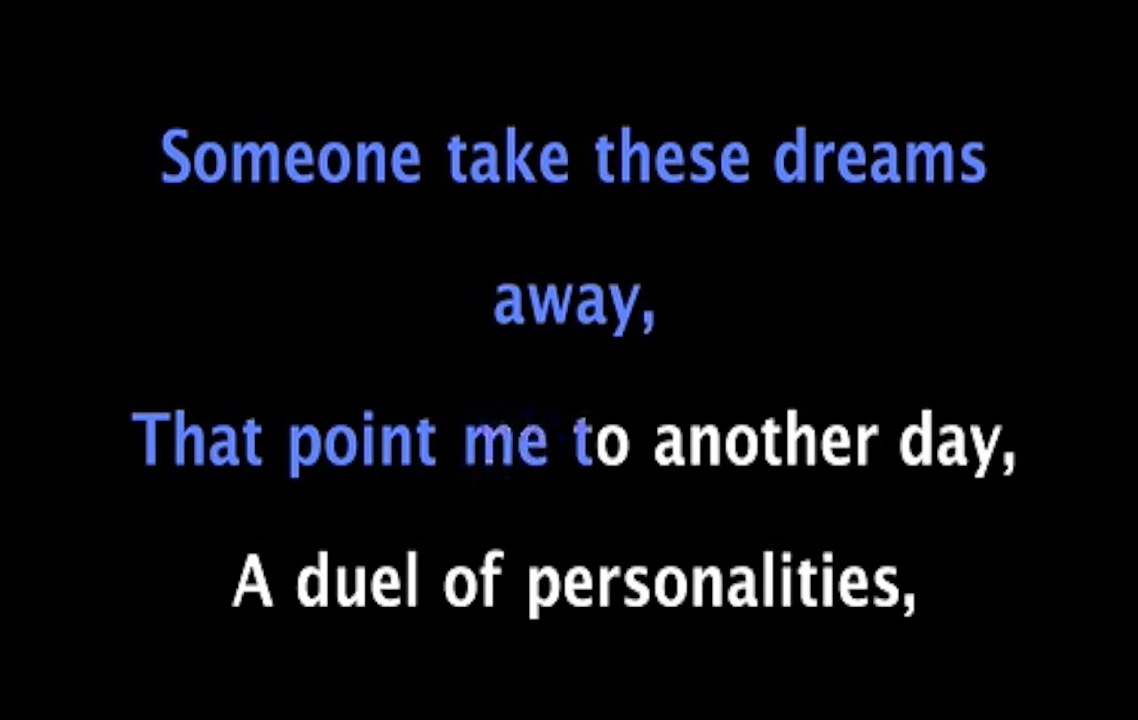 Someone take these dreams
away,
That point me to another day,
A duel of personalities,